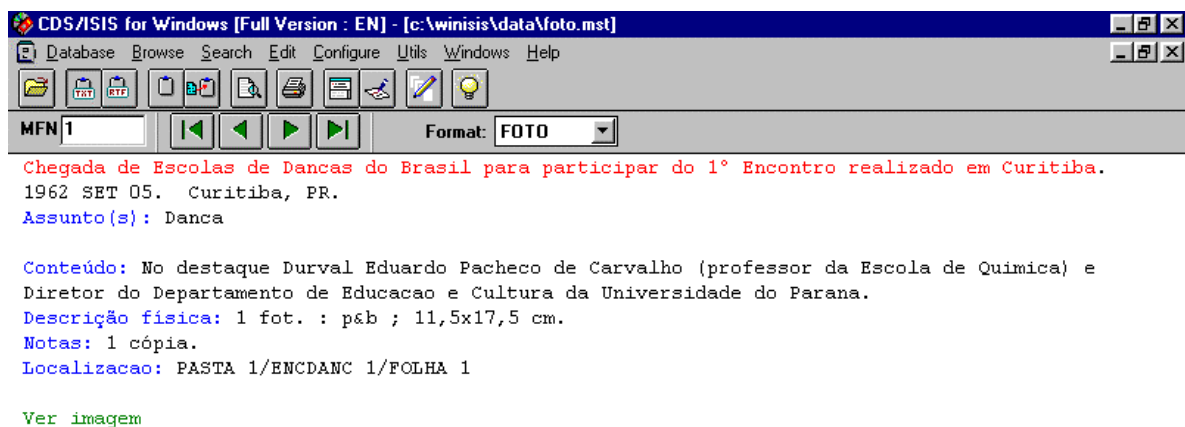 CDS/ISIS for Windows [Full Version : EN] - [c:\winisis\data\foto.mst]
Database Browse Search Edit Configure Utils Windows Help
TXT RTF
MFN 1 Format: FOTO
Chegada de Escolas de Dancas do Brasil para participar do 1º Encontro realizado em Curitiba.
1962 SET 05. Curitiba, PR.
Assunto(s): Danca
Conteúdo: No destaque Durval Eduardo Pacheco de Carvalho (professor da Escola de Quimica) e
Diretor do Departamento de Educacao e Cultura da Universidade do Parana.
Descrição física: 1 fot. : p&b ; 11,5x17,5 cm.
Notas: 1 cópia.
Localizacao: PASTA 1/ENCDANC 1/FOLHA 1
Ver imagem